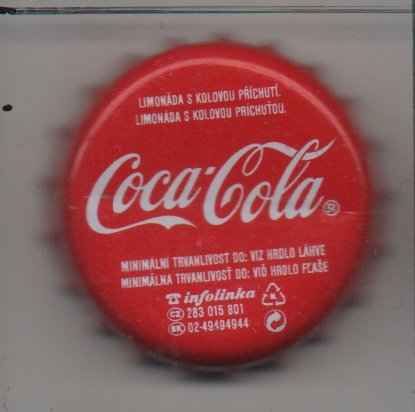 LIMONÁDA S KOLOVOU PŘÍCHUTÍ.
LIMONÁDA S KOLOVOU PRÍCHUŤOU.
Coca-Cola ®
MINIMÁLNÍ TRVANLIVOST DO: VIZ HRDLO LÁHVE
MINIMÁLNA TRVANLIVOSŤ DO: VIĎ HRDLO FĽAŠE
☎ infolinka
CZ 283 015 801
SK 02-49494944